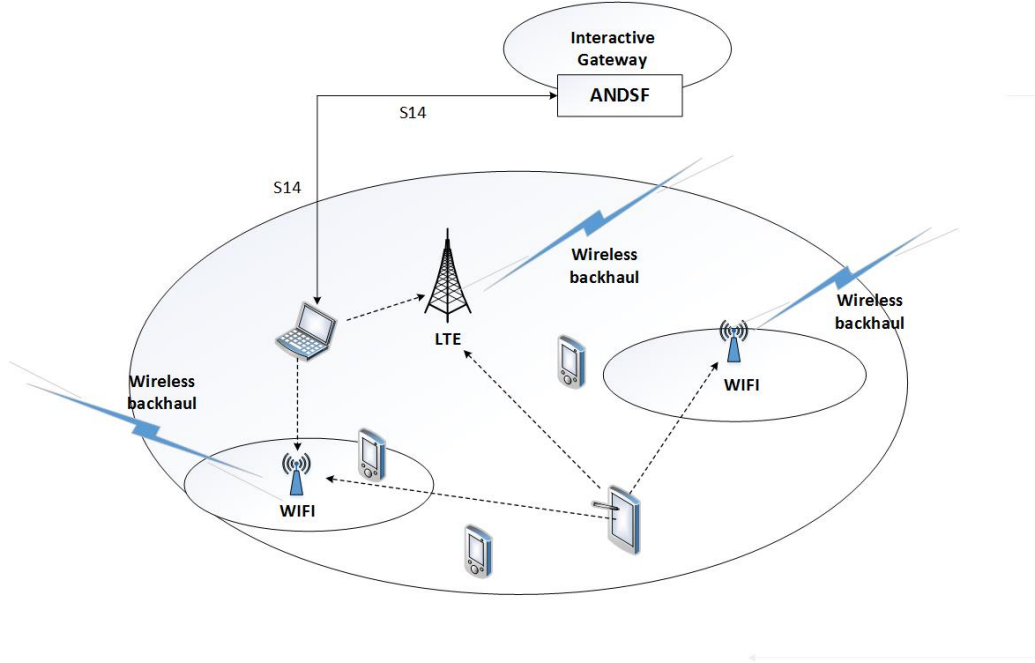 Interactive
Gateway
ANDSF
S14
S14
Wireless
backhaul
Wireless
backhaul
LTE
WIFI
Wireless
backhaul
WIFI